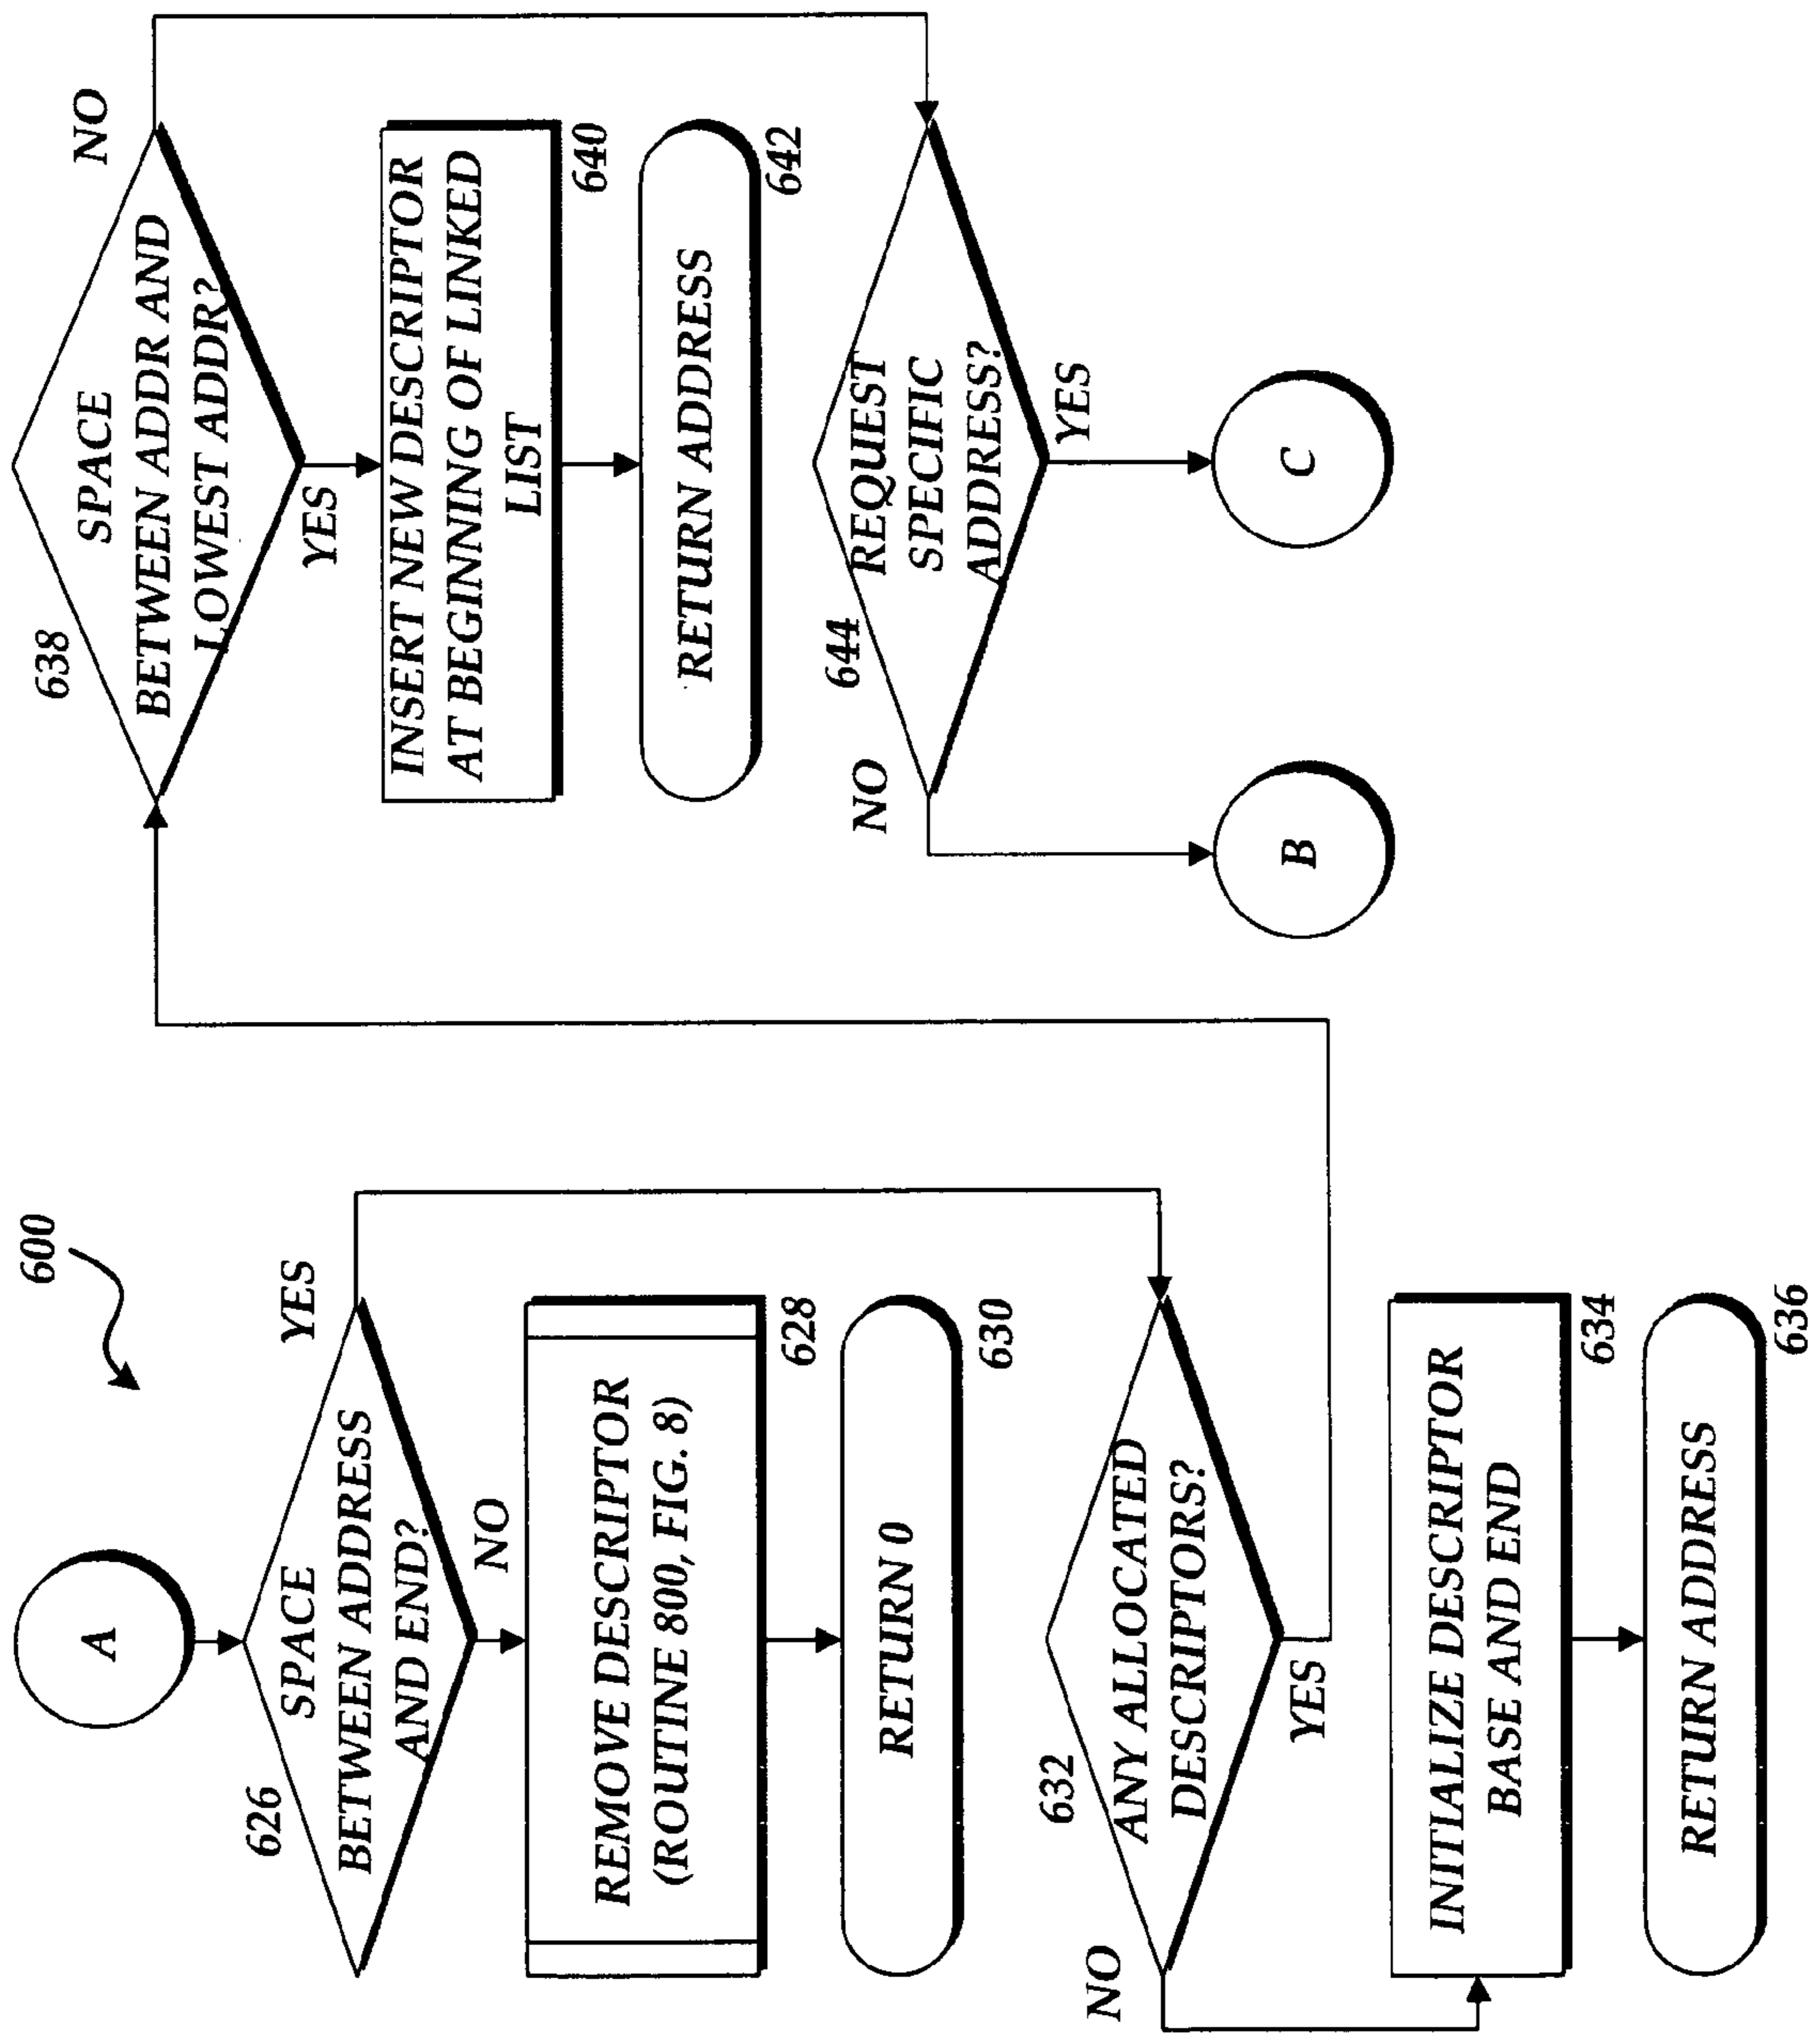 600
A
626
SPACE
BETWEEN ADDRESS
AND END?
YES
NO
REMOVE DESCRIPTOR
(ROUTINE 800, FIG. 8)
628
RETURN 0
630
632
ANY ALLOCATED
DESCRIPTORS?
NO
YES
INITIALIZE DESCRIPTOR
BASE AND END
634
RETURN ADDRESS
636
638
SPACE
BETWEEN ADDR AND
LOWEST ADDR?
NO
YES
INSERT NEW DESCRIPTOR
AT BEGINNING OF LINKED
LIST
640
RETURN ADDRESS
642
644
REQUEST
SPECIFIC
ADDRESS?
NO
YES
B
C